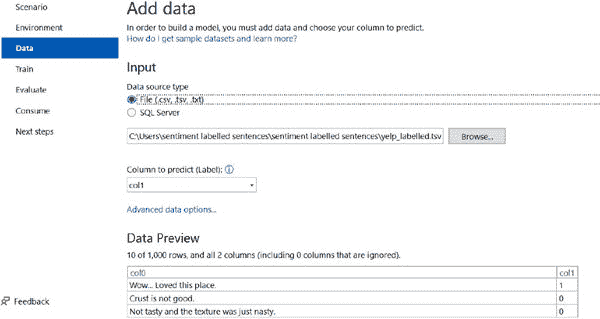 Scenario
Environment
Data
Train
Evaluate
Consume
Next steps
Feedback
Add data
In order to build a model, you must add data and choose your column to predict.
How do I get sample datasets and learn more?
Input
Data source type
File (.csv, .tsv, .txt)
SQL Server
C:\Users\sentiment labelled sentences\sentiment labelled sentences\yelp_labelled.tsv
Browse...
Column to predict (Label):
col1
Advanced data options...
Data Preview
10 of 1,000 rows, and all 2 columns (including 0 columns that are ignored).
col0 col1
Wow... Loved this place. 1
Crust is not good. 0
Not tasty and the texture was just nasty. 0